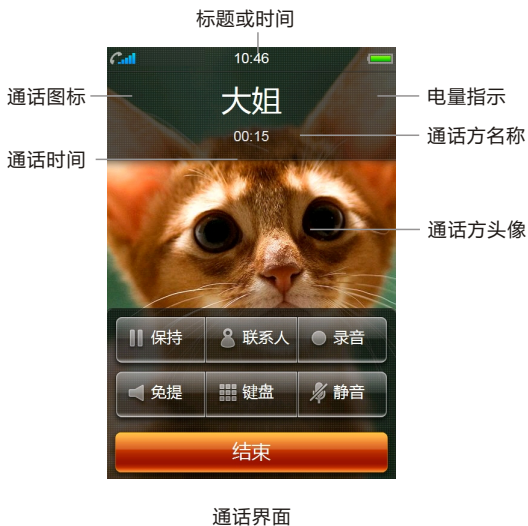 标题或时间
10:46
通话图标
大姐
电量指示
00:15
通话方名称
通话时间
通话方头像
保持 联系人 录音
免提 键盘 静音
结束
通话界面